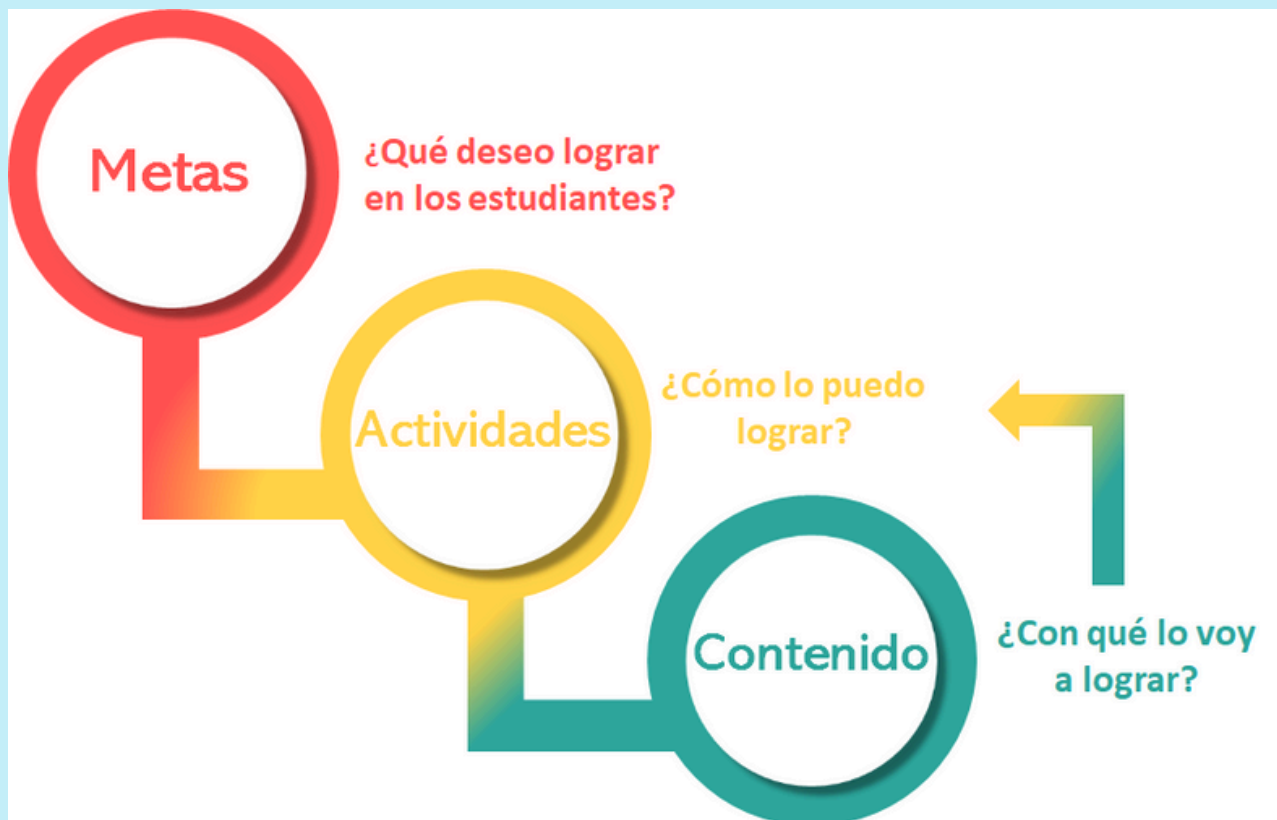 Metas
¿Qué deseo lograr
en los estudiantes?
Actividades
¿Cómo lo puedo
lograr?
Contenido
¿Con qué lo voy
a lograr?